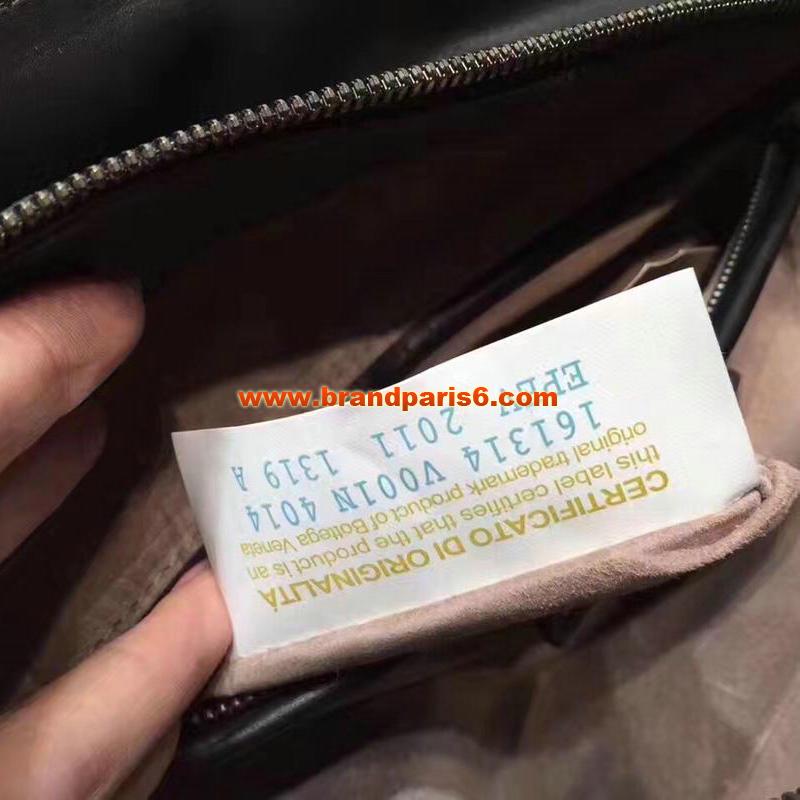 www.brandparis6.com
CERTIFICATO DI ORIGINALITÀ
this label certifies that the product is an
original trademark product of Bottega Veneta
161314 V001N 4014
2011 1319 A